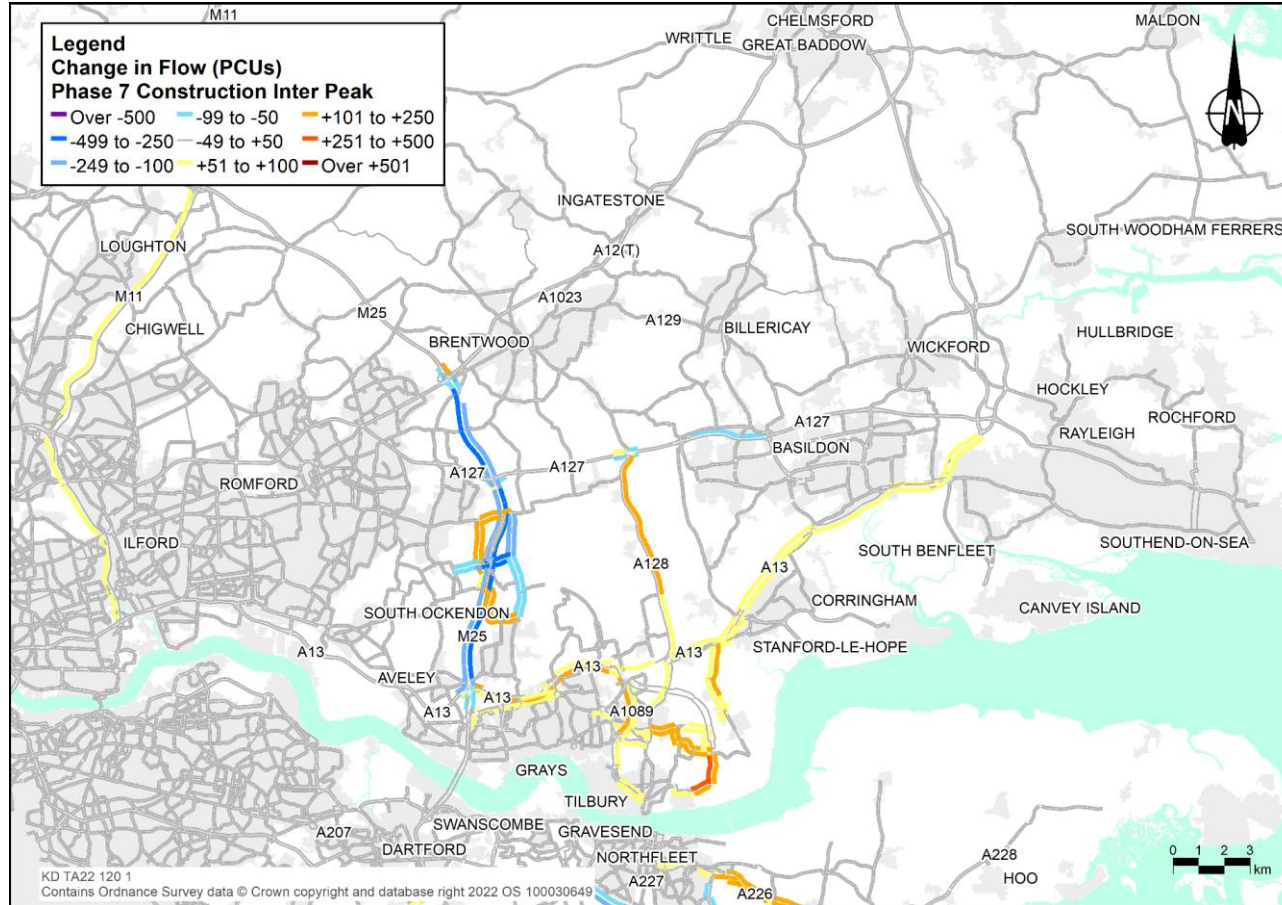 M11
CHELMSFORD
MALDON
WRITTLE
GREAT BADDOW
Legend
Change in Flow (PCUs)
Phase 7 Construction Inter Peak
Over -500
-99 to -50
+101 to +250
-499 to -250
-49 to +50
+251 to +500
-249 to -100
+51 to +100
Over +501
N
INGATESTONE
LOUGHTON
SOUTH WOODHAM FERRERS
A12(T)
M11
A1023
M25
CHIGWELL
A129
BILLERICAY
HULLBRIDGE
BRENTWOOD
WICKFORD
HOCKLEY
ROCHFORD
A127
RAYLEIGH
BASILDON
A127
A127
ROMFORD
ILFORD
SOUTHEND-ON-SEA
SOUTH BENFLEET
A128
A13
CORRINGHAM
CANVEY ISLAND
SOUTH OCKENDON
M25
STANFORD-LE-HOPE
A13
A13
A13
AVELEY
A13
A13
A1089
GRAYS
TILBURY
SWANSCOMBE
A207
GRAVESEND
DARTFORD
NORTHFLEET
A228
HOO
A227
A226
0 1 2 3
km
KD TA22 120 1
Contains Ordnance Survey data © Crown copyright and database right 2022 OS 100030649